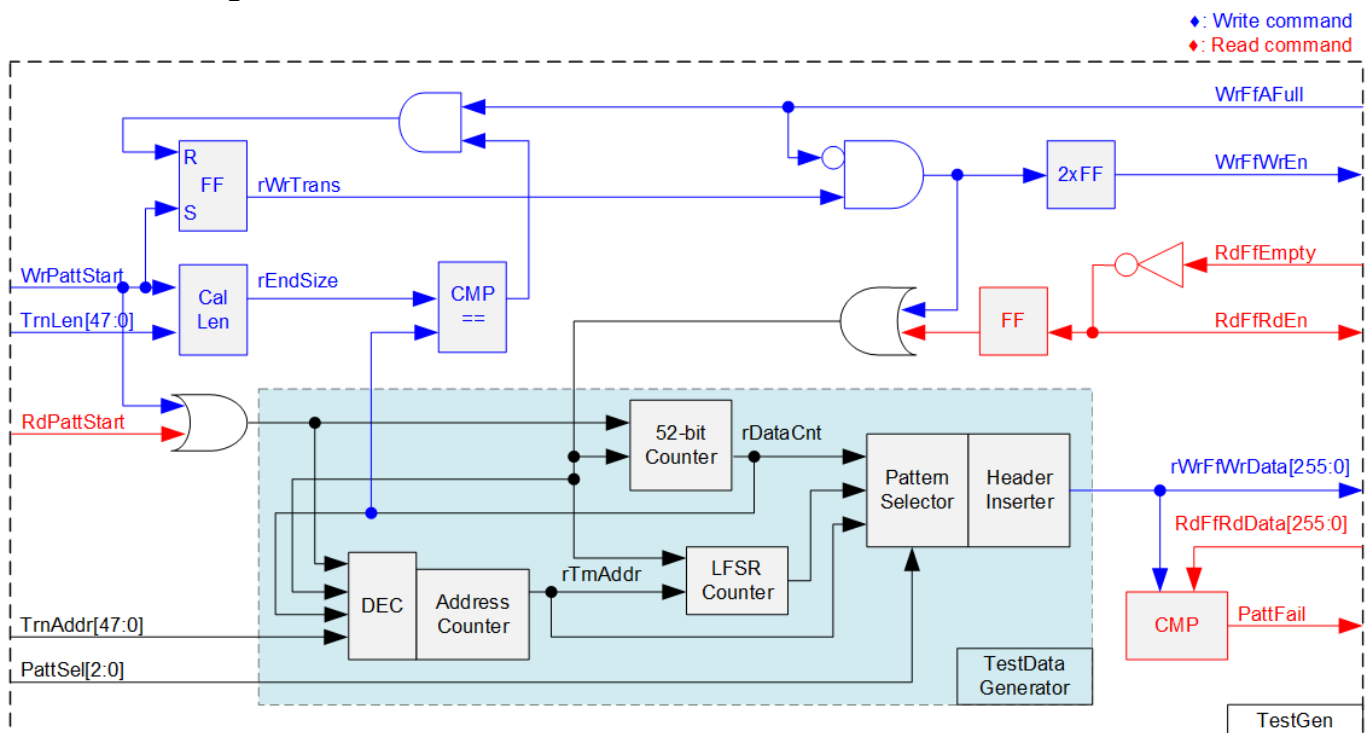 ♦: Write command
♦: Read command
WrFfAFull
R
FF
S
rWrTrans
2xFF
WrFfWrEn
WrPattStart
TrnLen[47:0]
Cal
Len
rEndSize
CMP
==
FF
RdFfEmpty
RdFfRdEn
RdPattStart
52-bit
Counter
rDataCnt
Pattern
Selector
Header
Inserter
rWrFfWrData[255:0]
RdFfRdData[255:0]
DEC
Address
Counter
rTrnAddr
LFSR
Counter
CMP
PattFail
TrnAddr[47:0]
PattSel[2:0]
TestData
Generator
TestGen